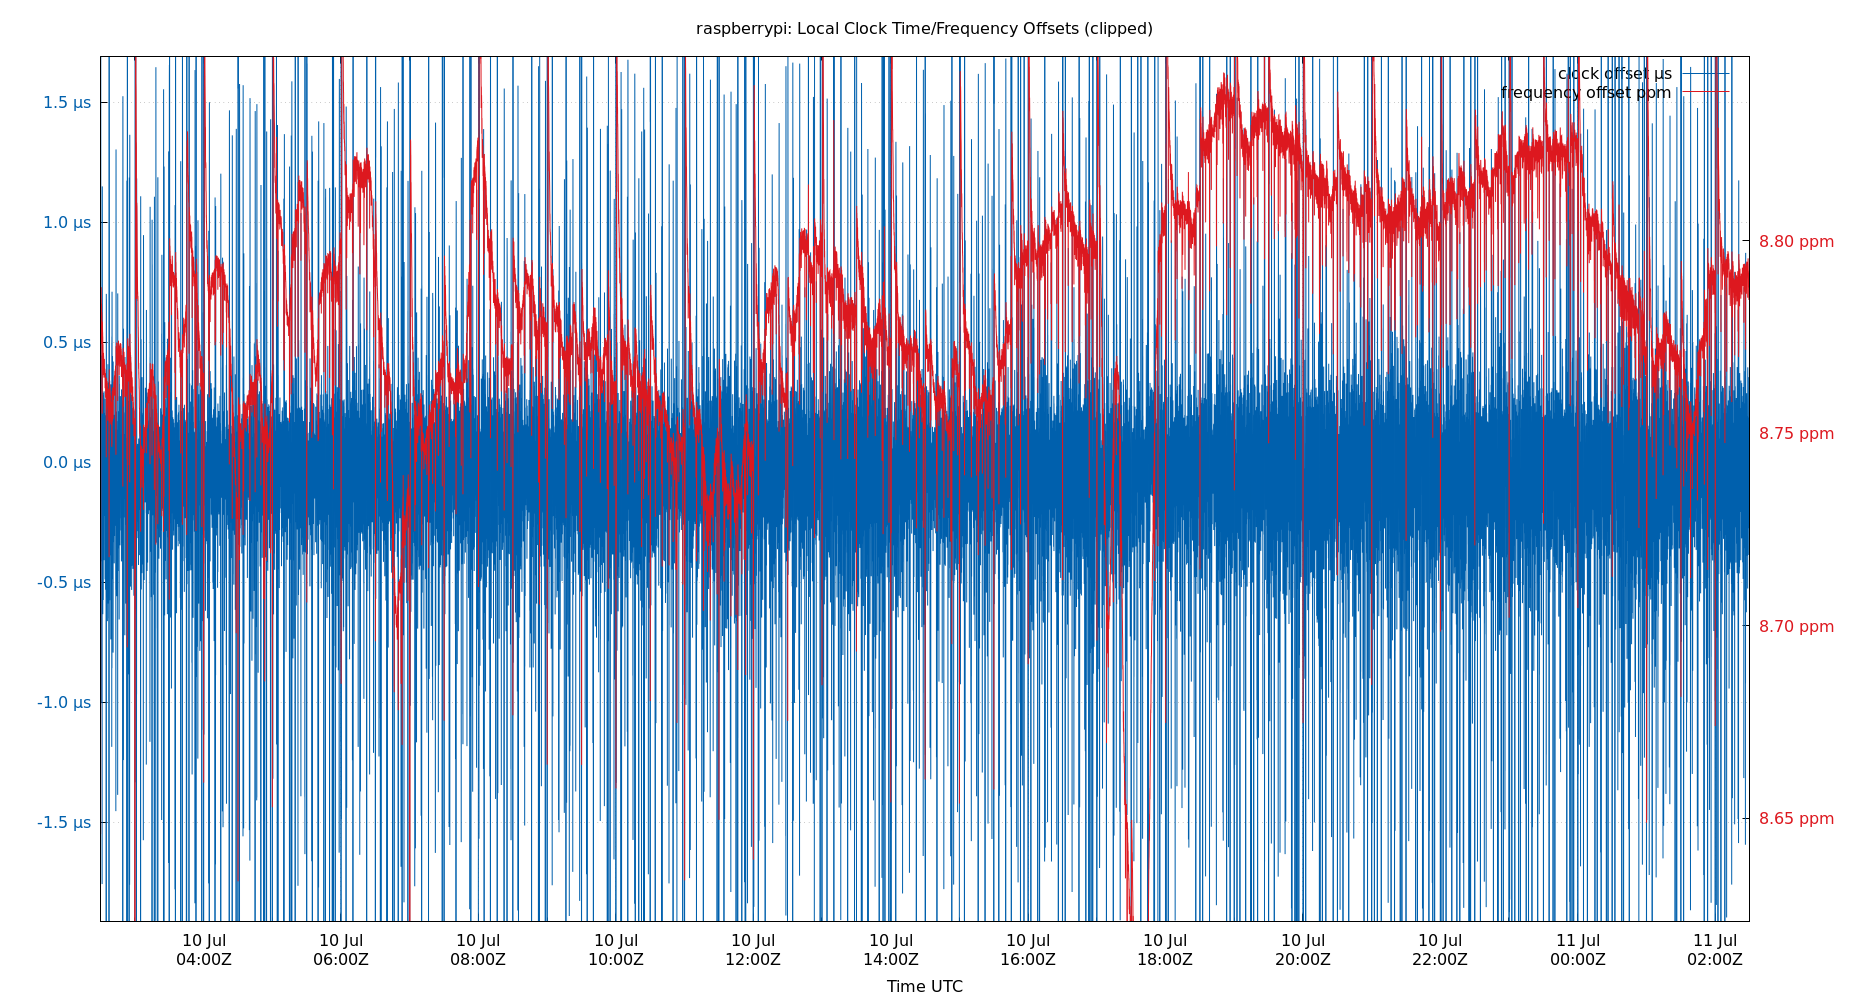 raspberrypi: Local Clock Time/Frequency Offsets (clipped)
clock offset µs
frequency offset ppm
1.5 µs
1.0 µs
0.5 µs
0.0 µs
-0.5 µs
-1.0 µs
-1.5 µs
8.80 ppm
8.75 ppm
8.70 ppm
8.65 ppm
10 Jul 10 Jul 10 Jul 10 Jul 10 Jul 10 Jul 10 Jul 10 Jul 10 Jul 10 Jul 11 Jul 11 Jul
04:00Z 06:00Z 08:00Z 10:00Z 12:00Z 14:00Z 16:00Z 18:00Z 20:00Z 22:00Z 00:00Z 02:00Z
Time UTC